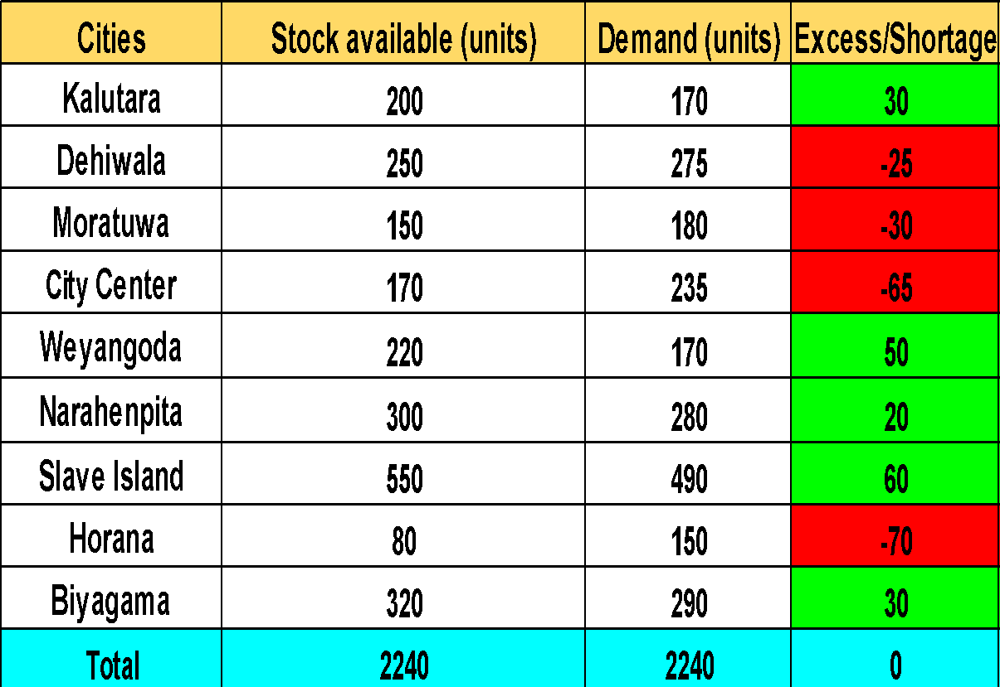 Cities Stock available (units) Demand (units) Excess/Shortage
Kalutara 200 170 30
Dehiwala 250 275 -25
Moratuwa 150 180 -30
City Center 170 235 -65
Weyangoda 220 170 50
Narahenpita 300 280 20
Slave Island 550 490 60
Horana 80 150 -70
Biyagama 320 290 30
Total 2240 2240 0